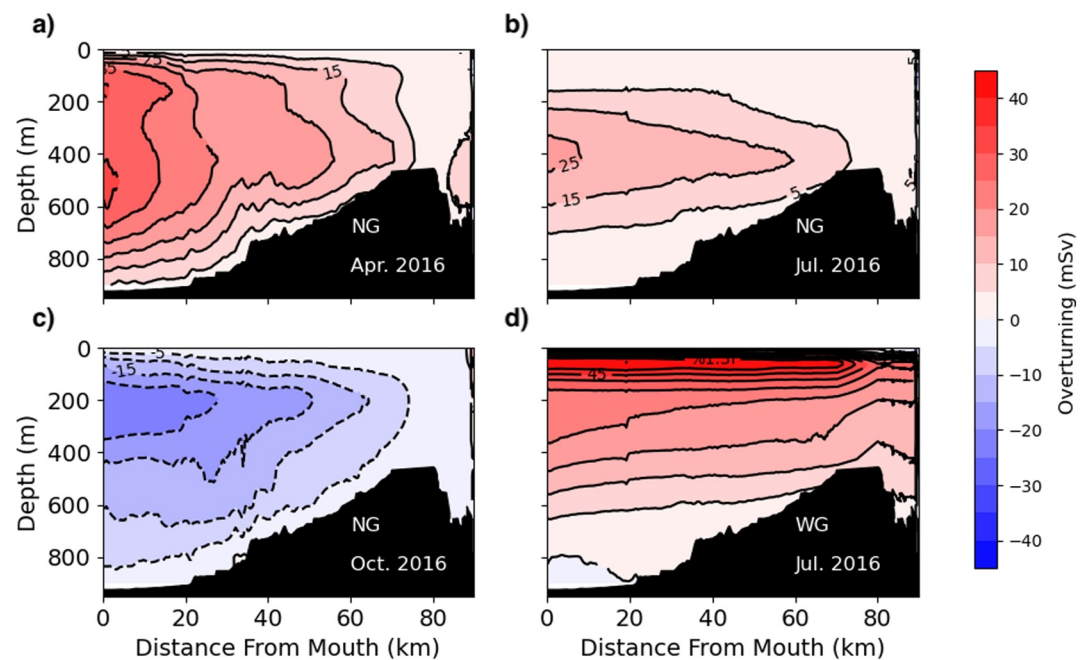 a)
b)
0
200
400
600
800
Depth (m)
25
15
NG
Apr. 2016
25
15
5
5
5
NG
Jul. 2016
c)
d)
0
200
400
600
800
Depth (m)
-5
-15
NG
Oct. 2016
45
WG
Jul. 2016
0
20
40
60
80
Distance From Mouth (km)
0
20
40
60
80
Distance From Mouth (km)
40
30
20
10
0
−10
−20
−30
−40
Overturning (mSv)